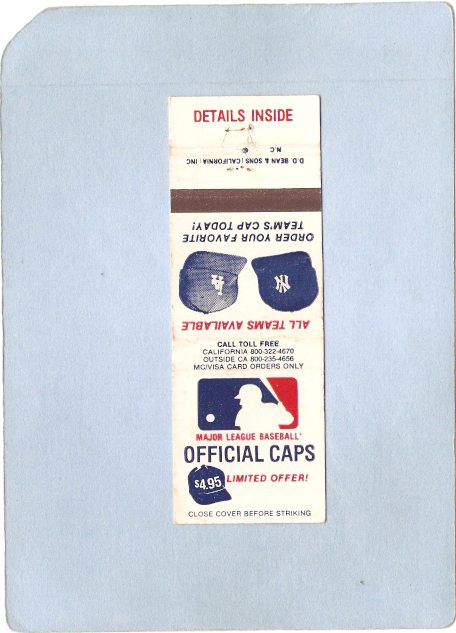 DETAILS INSIDE
D.D. BEAN & SONS (CALIFORNIA) INC
N.C.
ORDER YOUR FAVORITE
TEAM'S CAP TODAY!
LA
NY
ALL TEAMS AVAILABLE
CALL TOLL FREE
CALIFORNIA 800-322-4670
OUTSIDE CA 800-235-4656
MC/VISA CARD ORDERS ONLY
MAJOR LEAGUE BASEBALL®
OFFICIAL CAPS
$4.95
LIMITED OFFER!
CLOSE COVER BEFORE STRIKING